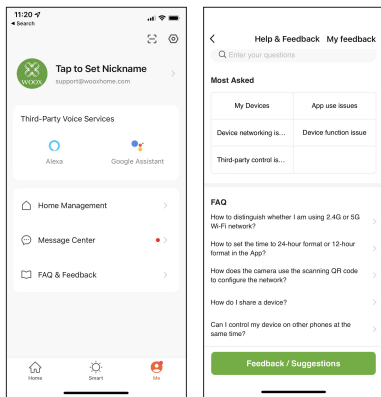 11:20
Search
WOOX
Tap to Set Nickname
support@wooxhome.com
Third-Party Voice Services
Alexa
Google Assistant
Home Management
Message Center
FAQ & Feedback
Home
Smart
Me
Help & Feedback
My feedback
Enter your questions
Most Asked
My Devices
App use issues
Device networking is...
Device function issue
Third-party control is...
FAQ
How to distinguish whether I am using 2.4G or 5G
Wi-Fi network?
How to set the time to 24-hour format or 12-hour
format in the App?
How does the camera use the scanning QR code
to configure the network?
How do I share a device?
Can I control my device on other phones at the
same time?
Feedback / Suggestions